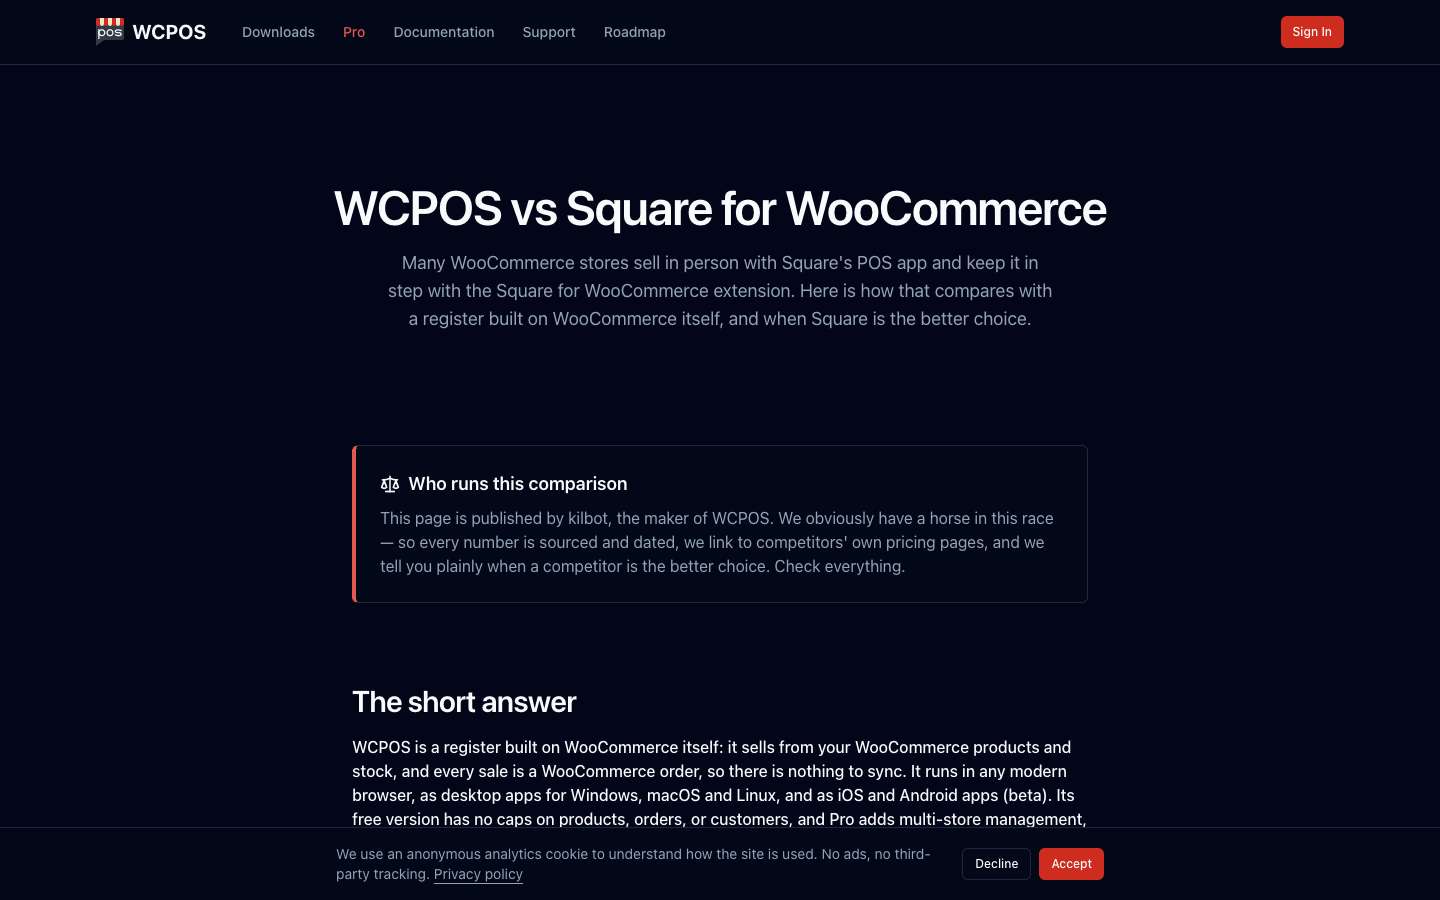 pos WCPOS Downloads Pro Documentation Support Roadmap Sign In
WCPOS vs Square for WooCommerce
Many WooCommerce stores sell in person with Square's POS app and keep it in
step with the Square for WooCommerce extension. Here is how that compares with
a register built on WooCommerce itself, and when Square is the better choice.
Who runs this comparison
This page is published by kilbot, the maker of WCPOS. We obviously have a horse in this race
— so every number is sourced and dated, we link to competitors' own pricing pages, and we
tell you plainly when a competitor is the better choice. Check everything.
The short answer
WCPOS is a register built on WooCommerce itself: it sells from your WooCommerce products and
stock, and every sale is a WooCommerce order, so there is nothing to sync. It runs in any modern
browser, as desktop apps for Windows, macOS and Linux, and as iOS and Android apps (beta). Its
free version has no caps on products, orders, or customers, and Pro adds multi-store management,
We use an anonymous analytics cookie to understand how the site is used. No ads, no third-
party tracking. Privacy policy
Decline Accept